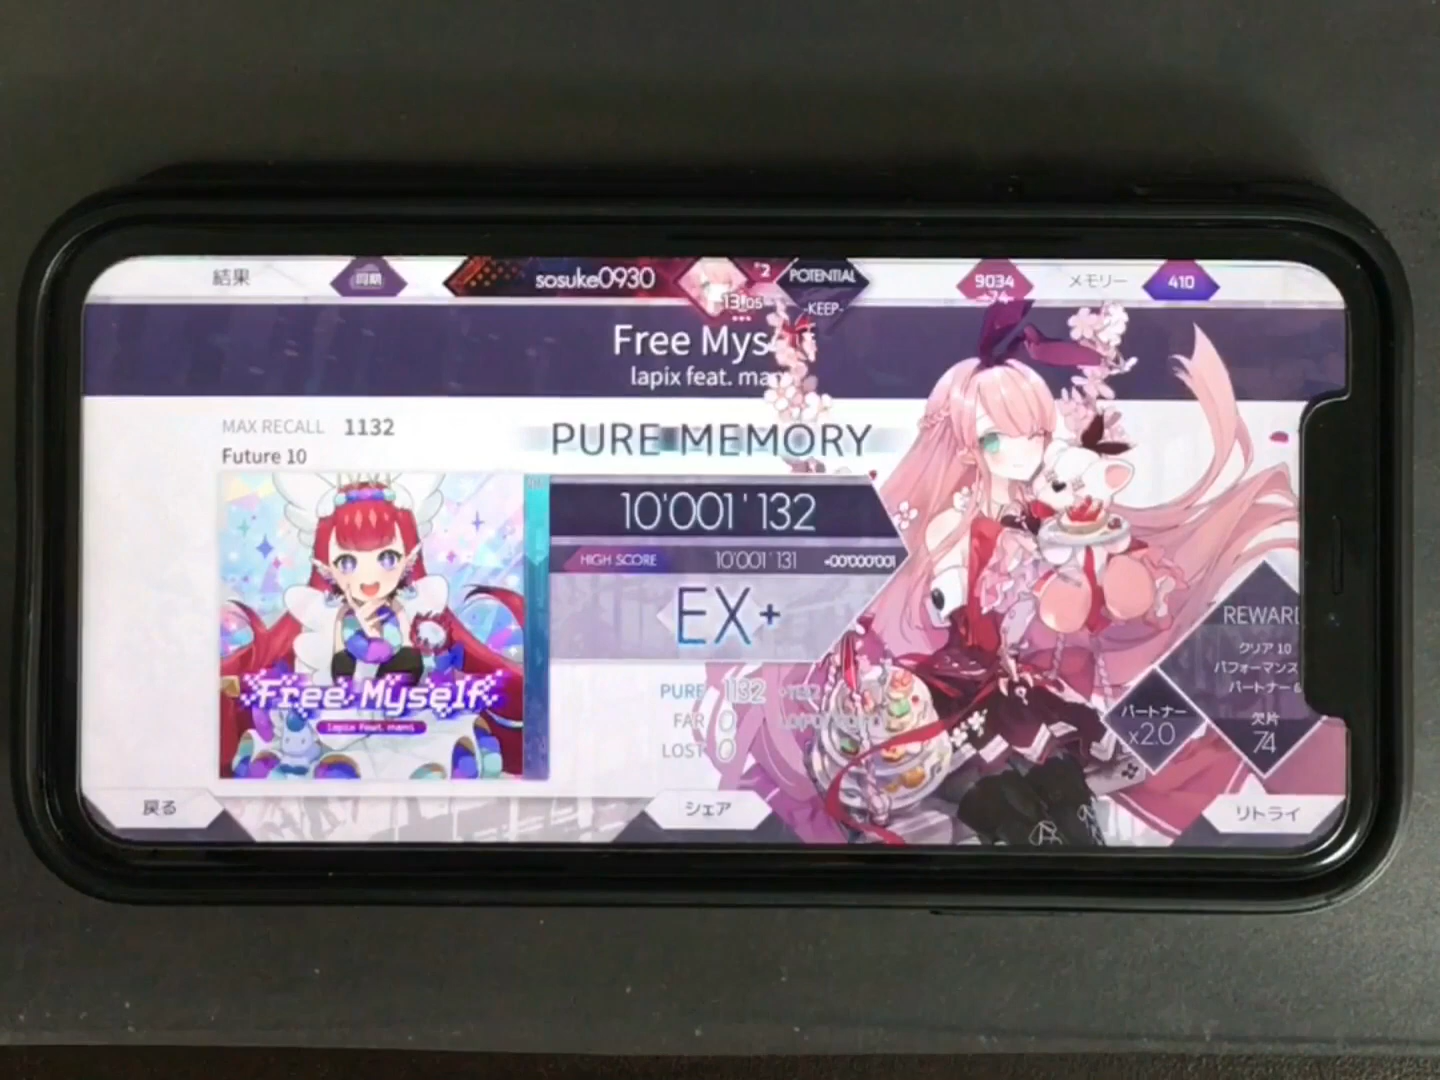 結果
同期
sosuke0930
13.05
POTENTIAL
-KEEP-
9034
メモリー
410
Free Mys
lapix feat. ma
MAX RECALL 1132
Future 10
PURE MEMORY
10'001'132
HIGH SCORE 10'001'131 +00'000'001
EX+
Free Myself
lapix feat. mami
PURE 1132
FAR 0
LOST 0
REWARD
クリア 10
パフォーマンス
パートナー
パートナー
x2.0
欠片
74
戻る
シェア
リトライ